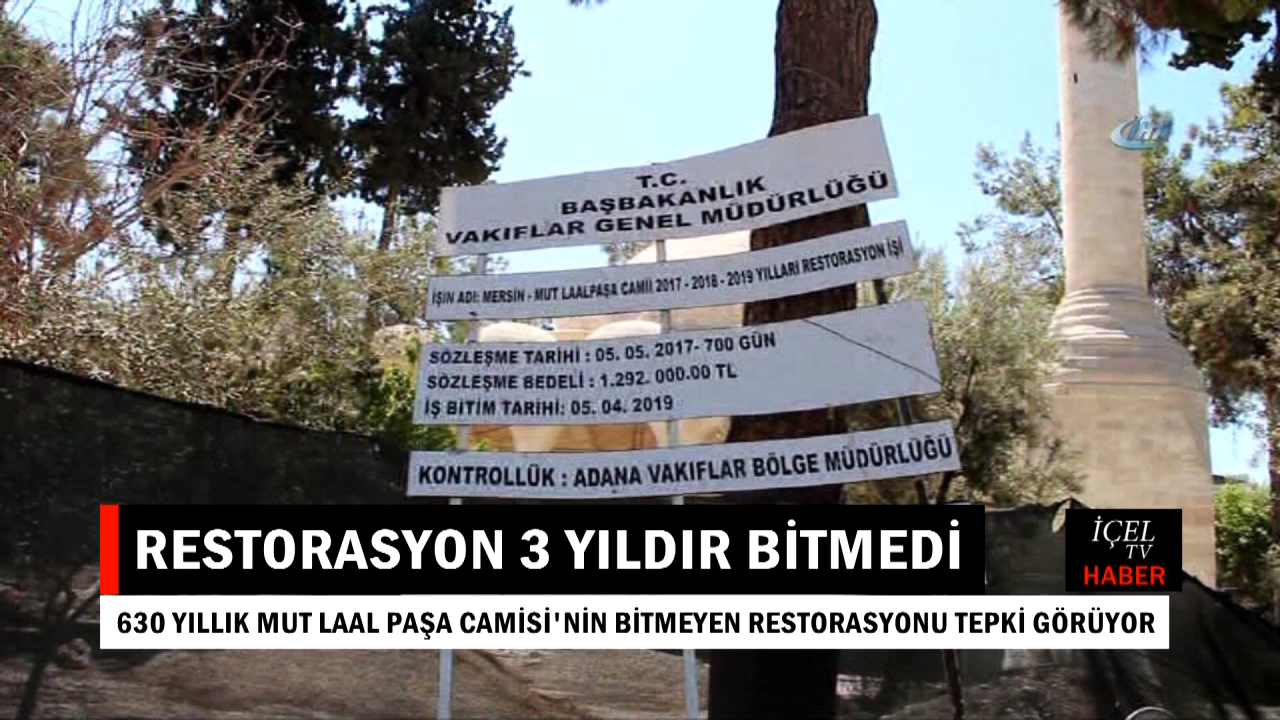 T.C.
BAŞBAKANLIK
VAKIFLAR GENEL MÜDÜRLÜĞÜ
İŞİN ADI: MERSİN - MUT LAALPAŞA CAMİİ 2017 - 2018 - 2019 YILLARI RESTORASYON İŞİ
SÖZLEŞME TARİHİ : 05. 05. 2017- 700 GÜN
SÖZLEŞME BEDELİ : 1.292. 000.00 TL
İŞ BİTİM TARİHİ: 05. 04. 2019
KONTROLLÜK : ADANA VAKIFLAR BÖLGE MÜDÜRLÜĞÜ
RESTORASYON 3 YILDIR BİTMEDİ
İÇEL
TV
HABER
630 YILLIK MUT LAAL PAŞA CAMİSİ'NİN BİTMEYEN RESTORASYONU TEPKİ GÖRÜYOR